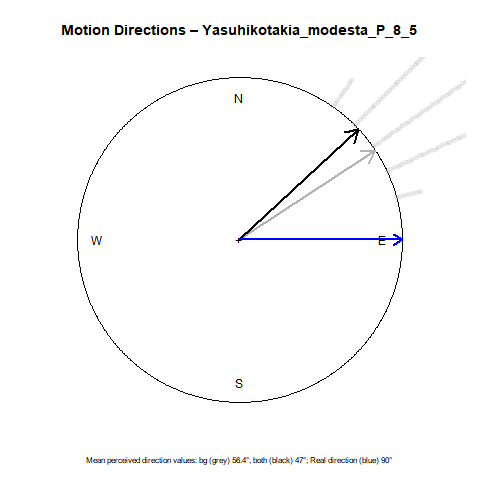 Motion Directions – Yasuhikotakia_modesta_P_8_5
N
W
E
S
Mean perceived direction values: bg (grey) 56.4°, both (black) 47°; Real direction (blue) 90°